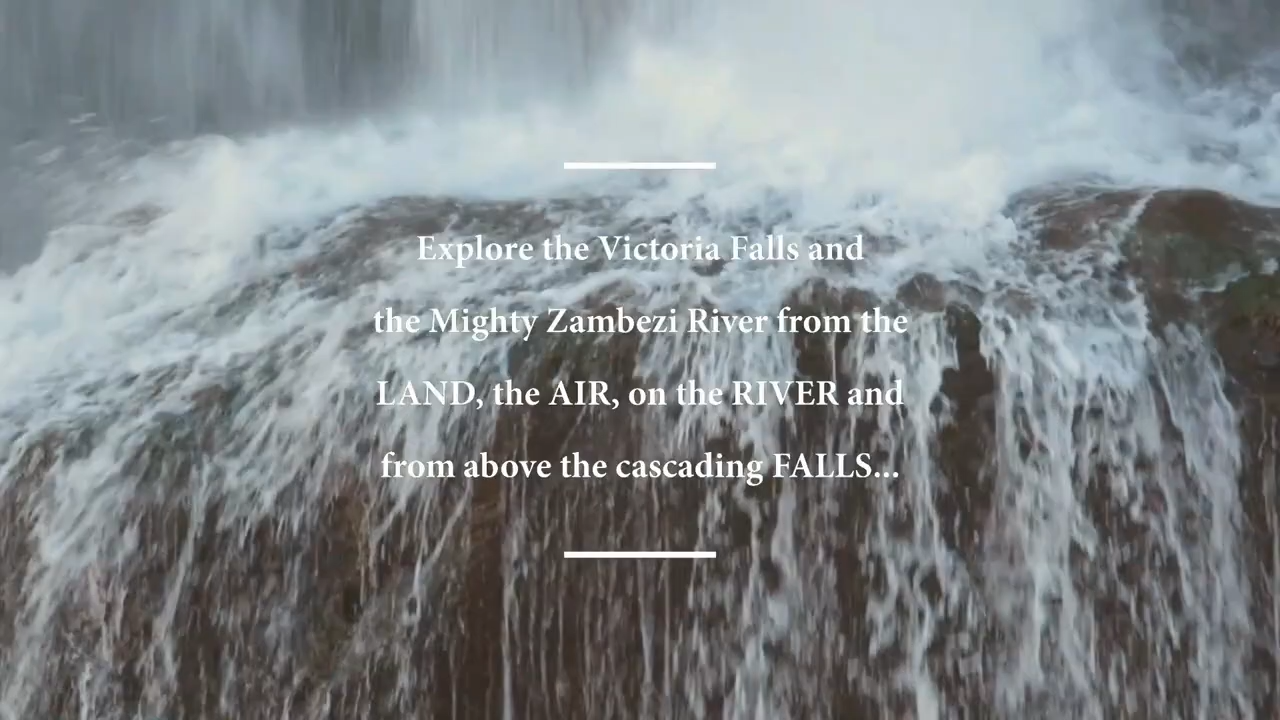 Explore the Victoria Falls and
the Mighty Zambezi River from the
LAND, the AIR, on the RIVER and
from above the cascading FALLS...